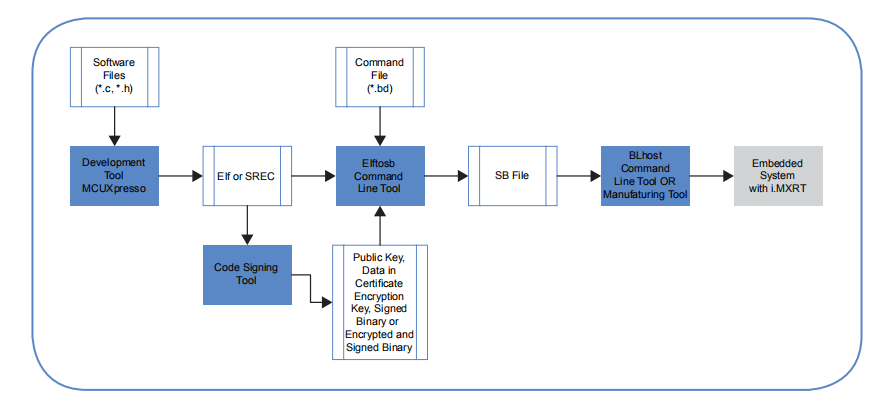 Software
Files
(*.c, *.h)
Command
File
(*.bd)
Development
Tool
MCUXpresso
Elf or SREC
Elftosb
Command
Line Tool
SB File
BLhost
Command
Line Tool OR
Manufaturing Tool
Embedded
System
with i.MXRT
Code Signing
Tool
Public Key,
Data in
Certificate
Encryption
Key, Signed
Binary or
Encrypted and
Signed Binary